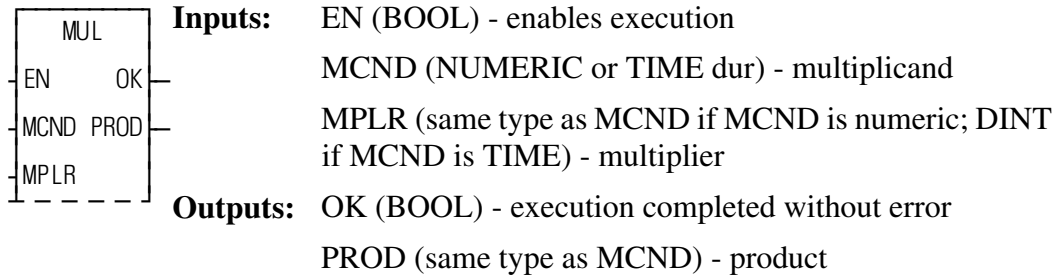 MUL
EN OK
MCND PROD
MPLR
Inputs: EN (BOOL) - enables execution
MCND (NUMERIC or TIME dur) - multiplicand
MPLR (same type as MCND if MCND is numeric; DINT
if MCND is TIME) - multiplier
Outputs: OK (BOOL) - execution completed without error
PROD (same type as MCND) - product